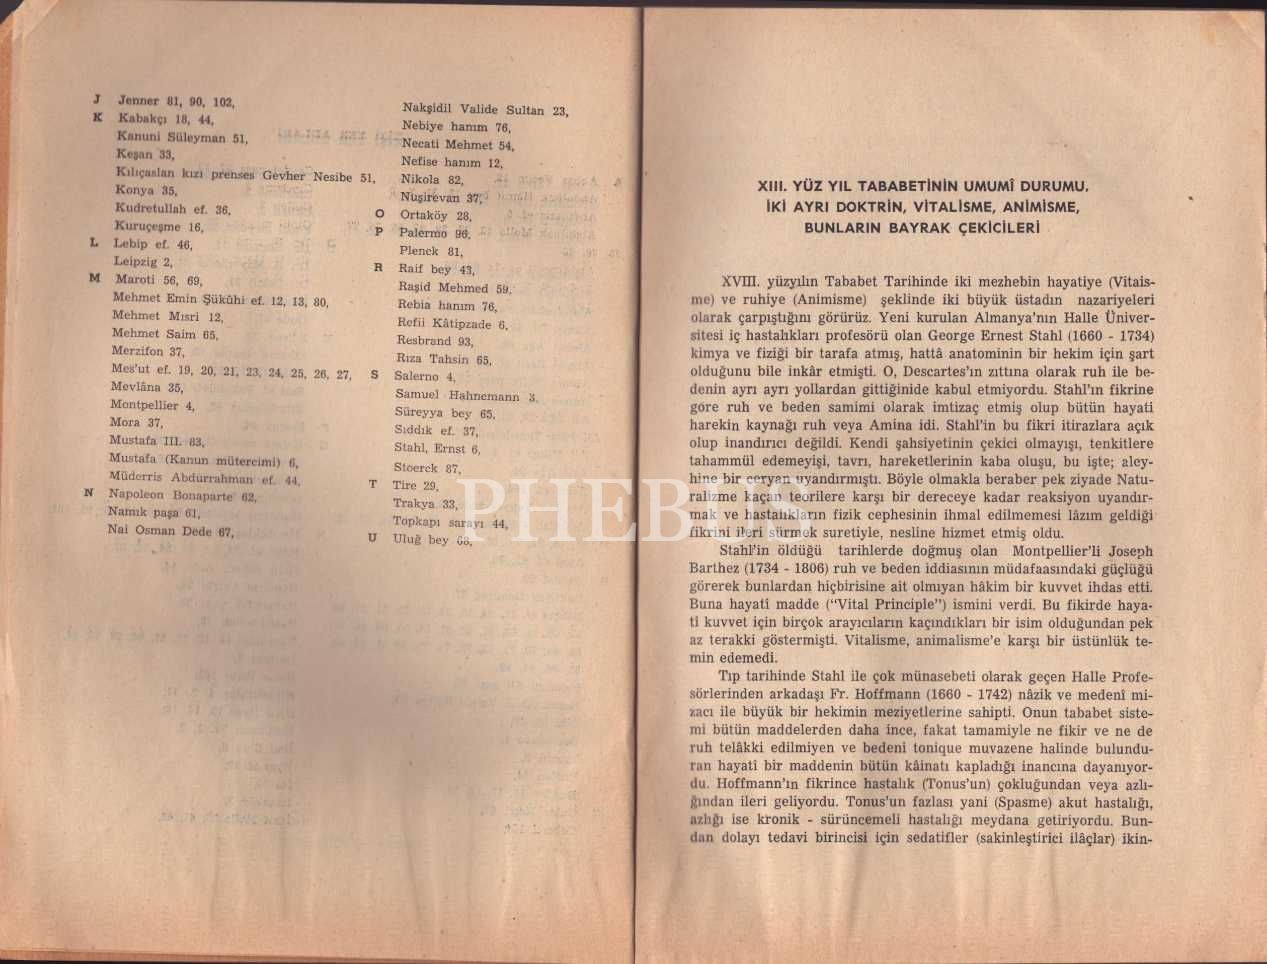 J Jenner 81, 90, 102,
K Kabakçı 18, 44,
Kanuni Süleyman 51,
Keşan 33,
Kılıçaslan kızı prenses Gevher Nesibe 51,
Konya 35,
Kudretullah ef. 36,
Kuruçeşme 16,
L Lebip ef. 46,
Leipzig 2,
M Maroti 56, 69,
Mehmet Emin Şükûhi ef. 12, 13, 80,
Mehmet Mısri 12,
Mehmet Saim 65,
Merzifon 37,
Mes'ut ef. 19, 20, 21, 23, 24, 25, 26, 27,
Mevlâna 35,
Montpellier 4,
Mora 37,
Mustafa III. 83,
Mustafa (Kanun mütercimi) 6,
Müderris Abdurrahman ef. 44,
N Napoleon Bonaparte 62,
Namık paşa 61,
Nai Osman Dede 67,
Nakşidil Valide Sultan 23,
Nebiye hanım 76,
Necati Mehmet 54,
Nefise hanım 12,
Nikola 82,
Nuşirevan 37,
O Ortaköy 28,
P Palermo 96,
Plenck 81,
R Raif bey 43,
Raşid Mehmed 59,
Rebia hanım 76,
Refii Kâtipzade 6,
Resbrand 93,
Rıza Tahsin 65,
S Salerno 4,
Samuel Hahnemann 3,
Süreyya bey 65,
Sıddık ef. 37,
Stahl, Ernst 6,
Stoerck 87,
T Tire 29,
Trakya 33,
Topkapı sarayı 44,
U Uluğ bey 68,
PHEBUS
XIII. YÜZ YIL TABABETİNİN UMUMÎ DURUMU.
İKİ AYRI DOKTRİN, VİTALİSME, ANİMİSME,
BUNLARIN BAYRAK ÇEKİCİLERİ
XVIII. yüzyılın Tababet Tarihinde iki mezhebin hayatiye (Vitais-
me) ve ruhiye (Animisme) şeklinde iki büyük üstadın nazariyeleri
olarak çarpıştığını görürüz. Yeni kurulan Almanya'nın Halle Üniver-
sitesi iç hastalıkları profesörü olan George Ernest Stahl (1660 - 1734)
kimya ve fiziği bir tarafa atmış, hattâ anatominin bir hekim için şart
olduğunu bile inkâr etmişti. O, Descartes'ın zıttına olarak ruh ile be-
denin ayrı ayrı yollardan gittiğinide kabul etmiyordu. Stahl'ın fikrine
göre ruh ve beden samimi olarak imtizaç etmiş olup bütün hayati
harekin kaynağı ruh veya Amina idi. Stahl'in bu fikri itirazlara açık
olup inandırıcı değildi. Kendi şahsiyetinin çekici olmayışı, tenkitlere
tahammül edemeyişi, tavrı, hareketlerinin kaba oluşu, bu işte; aley-
hine bir ceryan uyandırmıştı. Böyle olmakla beraber pek ziyade Natu-
ralizme kaçan teorilere karşı bir dereceye kadar reaksiyon uyandır-
mak ve hastalıkların fizik cephesinin ihmal edilmemesi lâzım geldiği
fikrini ileri sürmek suretiyle, nesline hizmet etmiş oldu.
Stahl'in öldüğü tarihlerde doğmuş olan Montpellier'li Joseph
Barthez (1734 - 1806) ruh ve beden iddiasının müdafaasındaki güçlüğü
görerek bunlardan hiçbirisine ait olmıyan hâkim bir kuvvet ihdas etti.
Buna hayatî madde ("Vital Principle") ismini verdi. Bu fikirde haya-
tî kuvvet için birçok arayıcıların kaçındıkları bir isim olduğundan pek
az terakki göstermişti. Vitalisme, animalisme'e karşı bir üstünlük te-
min edemedi.
Tıp tarihinde Stahl ile çok münasebeti olarak geçen Halle Profe-
sörlerinden arkadaşı Fr. Hoffmann (1660 - 1742) nâzik ve medenî mi-
zacı ile büyük bir hekimin meziyetlerine sahipti. Onun tababet siste-
mi bütün maddelerden daha ince, fakat tamamiyle ne fikir ve ne de
ruh telâkki edilmiyen ve bedeni tonique muvazene halinde bulundu-
ran hayatî bir maddenin bütün kâinatı kapladığı inancına dayanıyor-
du. Hoffmann'ın fikrince hastalık (Tonus'un) çokluğundan veya azlı-
ğından ileri geliyordu. Tonus'un fazlası yani (Spasme) akut hastalığı,
azlığı ise kronik - sürüncemeli hastalığı meydana getiriyordu. Bun-
dan dolayı tedavi birincisi için sedatifler (sakinleştirici ilâçlar) ikin-